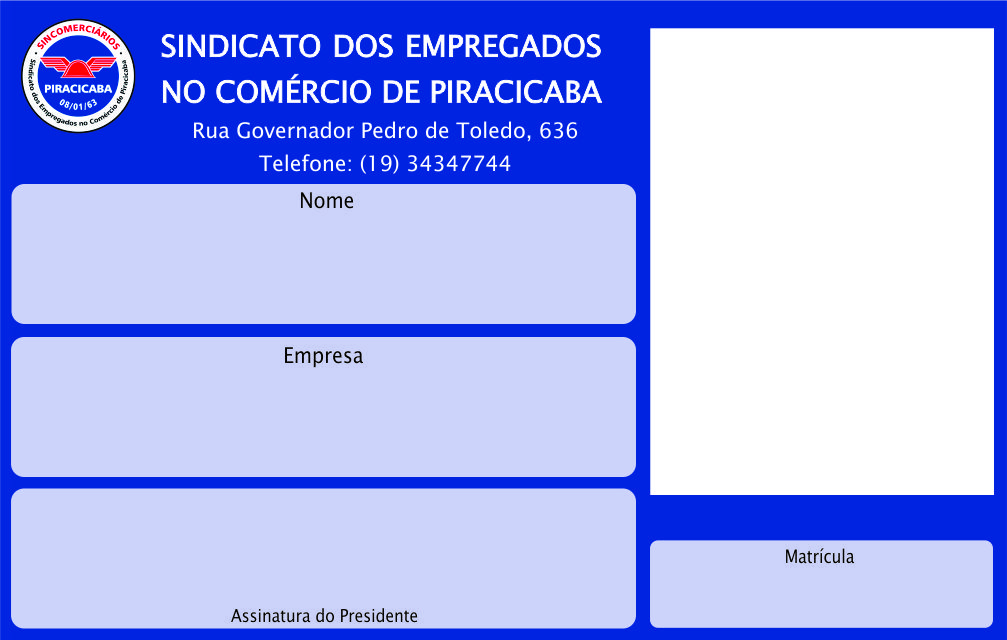 SINCOMERCIÁRIOS
PIRACICABA
08/01/63
Sindicato dos Empregados no Comércio de Piracicaba
SINDICATO DOS EMPREGADOS
NO COMÉRCIO DE PIRACICABA
Rua Governador Pedro de Toledo, 636
Telefone: (19) 34347744
Nome
Empresa
Assinatura do Presidente
Matrícula